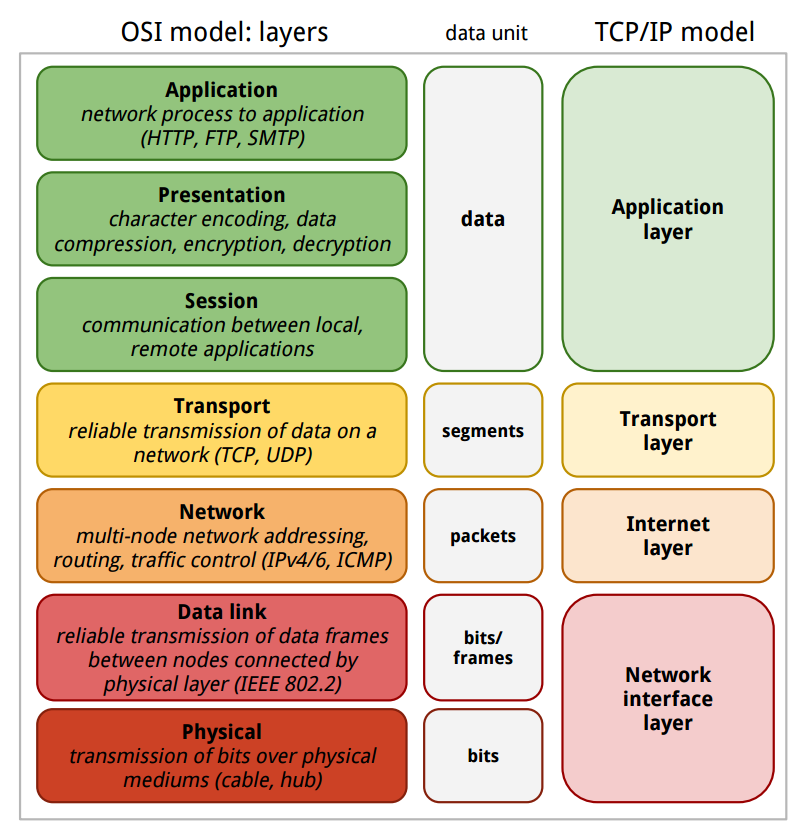 OSI model: layers
data unit
TCP/IP model
Application
network process to application
(HTTP, FTP, SMTP)
Presentation
character encoding, data
compression, encryption, decryption
Session
communication between local,
remote applications
data
Application
layer
Transport
reliable transmission of data on a
network (TCP, UDP)
segments
Transport
layer
Network
multi-node network addressing,
routing, traffic control (IPv4/6, ICMP)
packets
Internet
layer
Data link
reliable transmission of data frames
between nodes connected by
physical layer (IEEE 802.2)
bits/
frames
Physical
transmission of bits over physical
mediums (cable, hub)
bits
Network
interface
layer